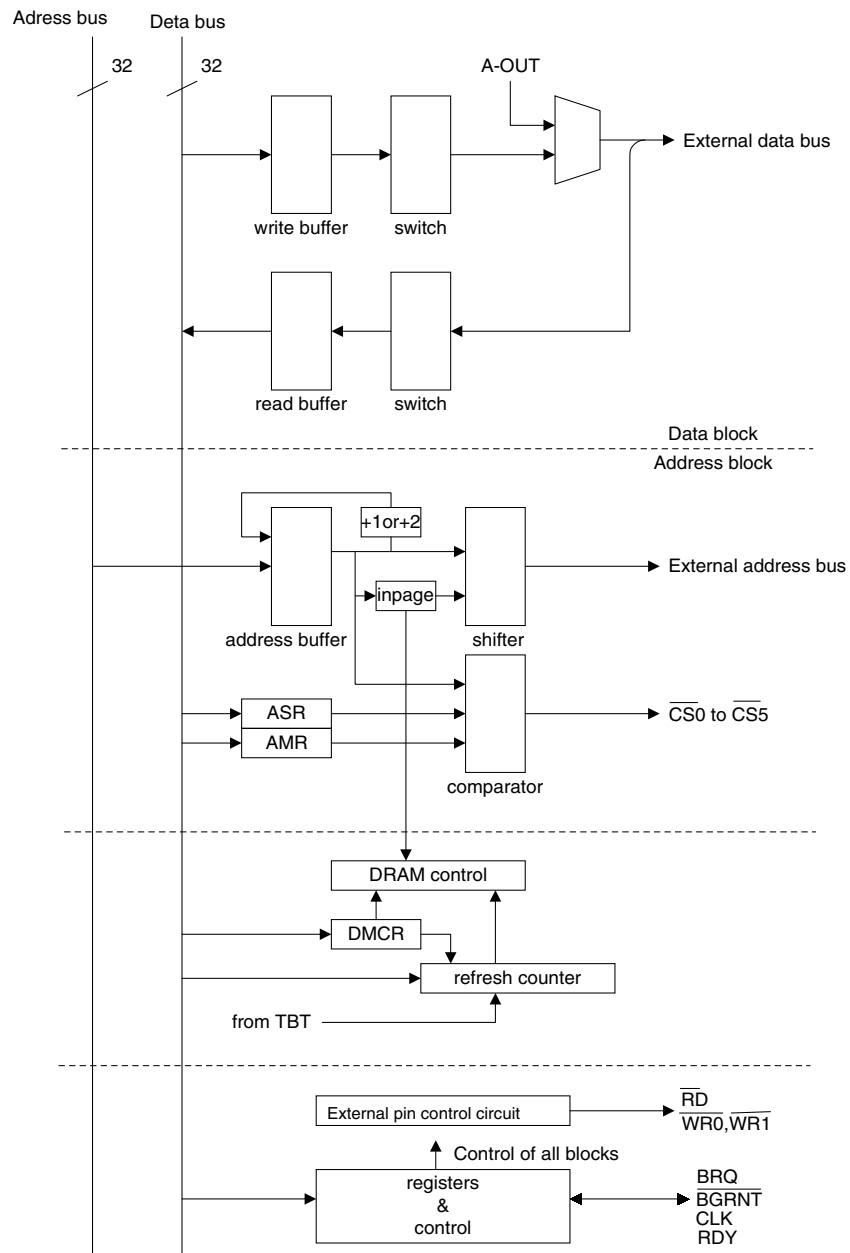 Adress bus
Deta bus
32
32
A-OUT
External data bus
write buffer
switch
read buffer
switch
Data block
Address block
+1or+2
External address bus
inpage
address buffer
shifter
ASR
CS0 to CS5
AMR
comparator
DRAM control
DMCR
refresh counter
from TBT
External pin control circuit
RD
WR0,WR1
Control of all blocks
registers
&
control
BRQ
BGRNT
CLK
RDY